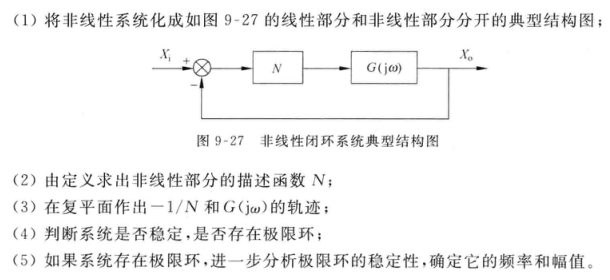 (1) 将非线性系统化成如图 9-27 的线性部分和非线性部分分开的典型结构图；
Xi + − N G(jω) Xo
图 9-27 非线性闭环系统典型结构图
(2) 由定义求出非线性部分的描述函数 N；
(3) 在复平面作出−1/N 和G(jω)的轨迹；
(4) 判断系统是否稳定,是否存在极限环；
(5) 如果系统存在极限环,进一步分析极限环的稳定性,确定它的频率和幅值。